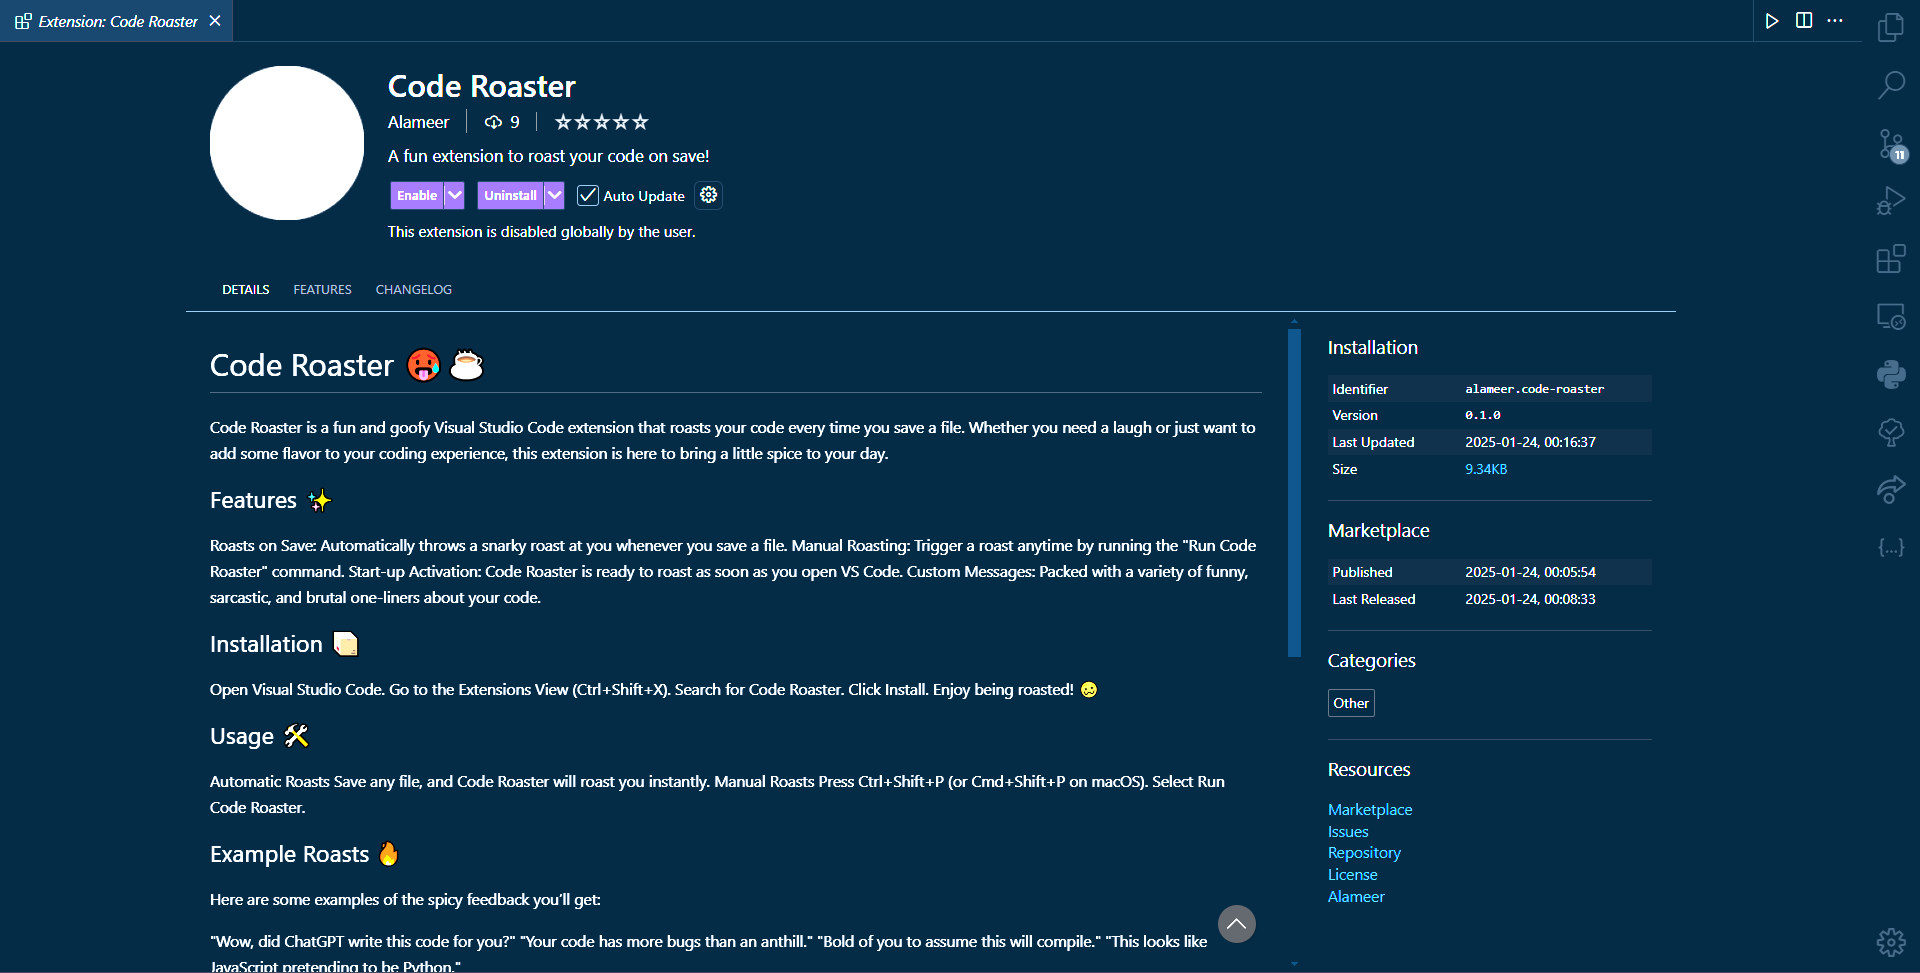 Extension: Code Roaster
Code Roaster
Alameer 9
A fun extension to roast your code on save!
Enable Uninstall Auto Update
This extension is disabled globally by the user.
DETAILS FEATURES CHANGELOG
Code Roaster
Code Roaster is a fun and goofy Visual Studio Code extension that roasts your code every time you save a file. Whether you need a laugh or just want to
add some flavor to your coding experience, this extension is here to bring a little spice to your day.
Features
Roasts on Save: Automatically throws a snarky roast at you whenever you save a file. Manual Roasting: Trigger a roast anytime by running the "Run Code
Roaster" command. Start-up Activation: Code Roaster is ready to roast as soon as you open VS Code. Custom Messages: Packed with a variety of funny,
sarcastic, and brutal one-liners about your code.
Installation
Open Visual Studio Code. Go to the Extensions View (Ctrl+Shift+X). Search for Code Roaster. Click Install. Enjoy being roasted!
Usage
Automatic Roasts Save any file, and Code Roaster will roast you instantly. Manual Roasts Press Ctrl+Shift+P (or Cmd+Shift+P on macOS). Select Run
Code Roaster.
Example Roasts
Here are some examples of the spicy feedback you'll get:
"Wow, did ChatGPT write this code for you?" "Your code has more bugs than an anthill." "Bold of you to assume this will compile." "This looks like
JavaScript pretending to be Python."
Installation
Identifier alameer.code-roaster
Version 0.1.0
Last Updated 2025-01-24, 00:16:37
Size 9.34KB
Marketplace
Published 2025-01-24, 00:05:54
Last Released 2025-01-24, 00:08:33
Categories
Other
Resources
Marketplace
Issues
Repository
License
Alameer
11